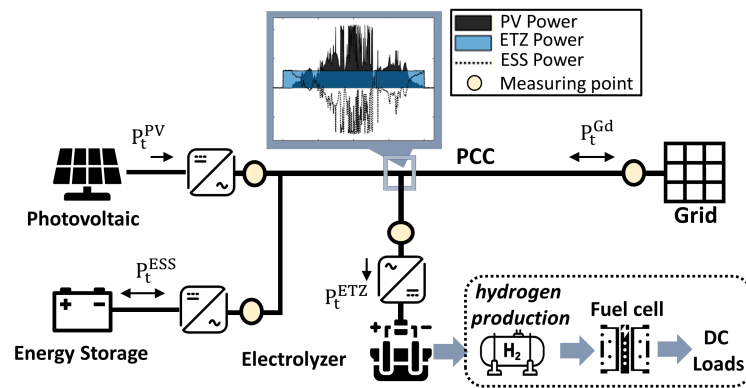 PV Power
ETZ Power
ESS Power
Measuring point
P_t^PV
PCC
P_t^Gd
Photovoltaic
Grid
P_t^ESS
P_t^ETZ
hydrogen
production
Fuel cell
H₂
DC
Loads
Energy Storage
Electrolyzer